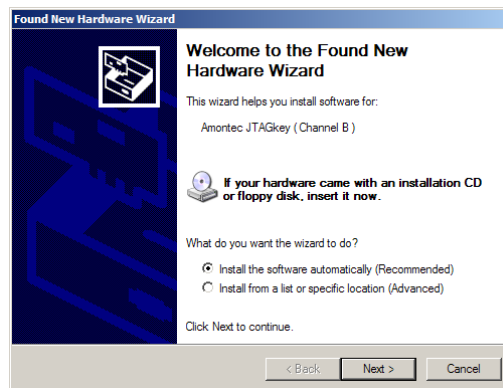 Found New Hardware Wizard
Welcome to the Found New
Hardware Wizard
This wizard helps you install software for:
Amontec JTAGkey ( Channel B )
If your hardware came with an installation CD
or floppy disk, insert it now.
What do you want the wizard to do?
Install the software automatically (Recommended)
Install from a list or specific location (Advanced)
Click Next to continue.
< Back
Next >
Cancel